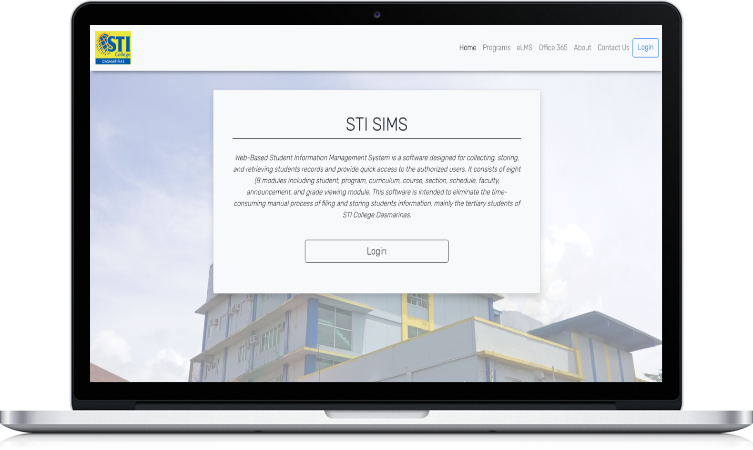 STI
College
DASMARIÑAS
Home Programs eLMS Office 365 About Contact Us Login
STI SIMS
Web-Based Student Information Management System is a software designed for collecting, storing,
and retrieving students records and provide quick access to the authorized users. It consists of eight
(8 modules including student, program, curriculum, course, section, schedule, faculty,
announcement, and grade viewing module. This software is intended to eliminate the time-
consuming manual process of filing and storing students information, mainly the tertiary students of
STI College Dasmarinas.
Login